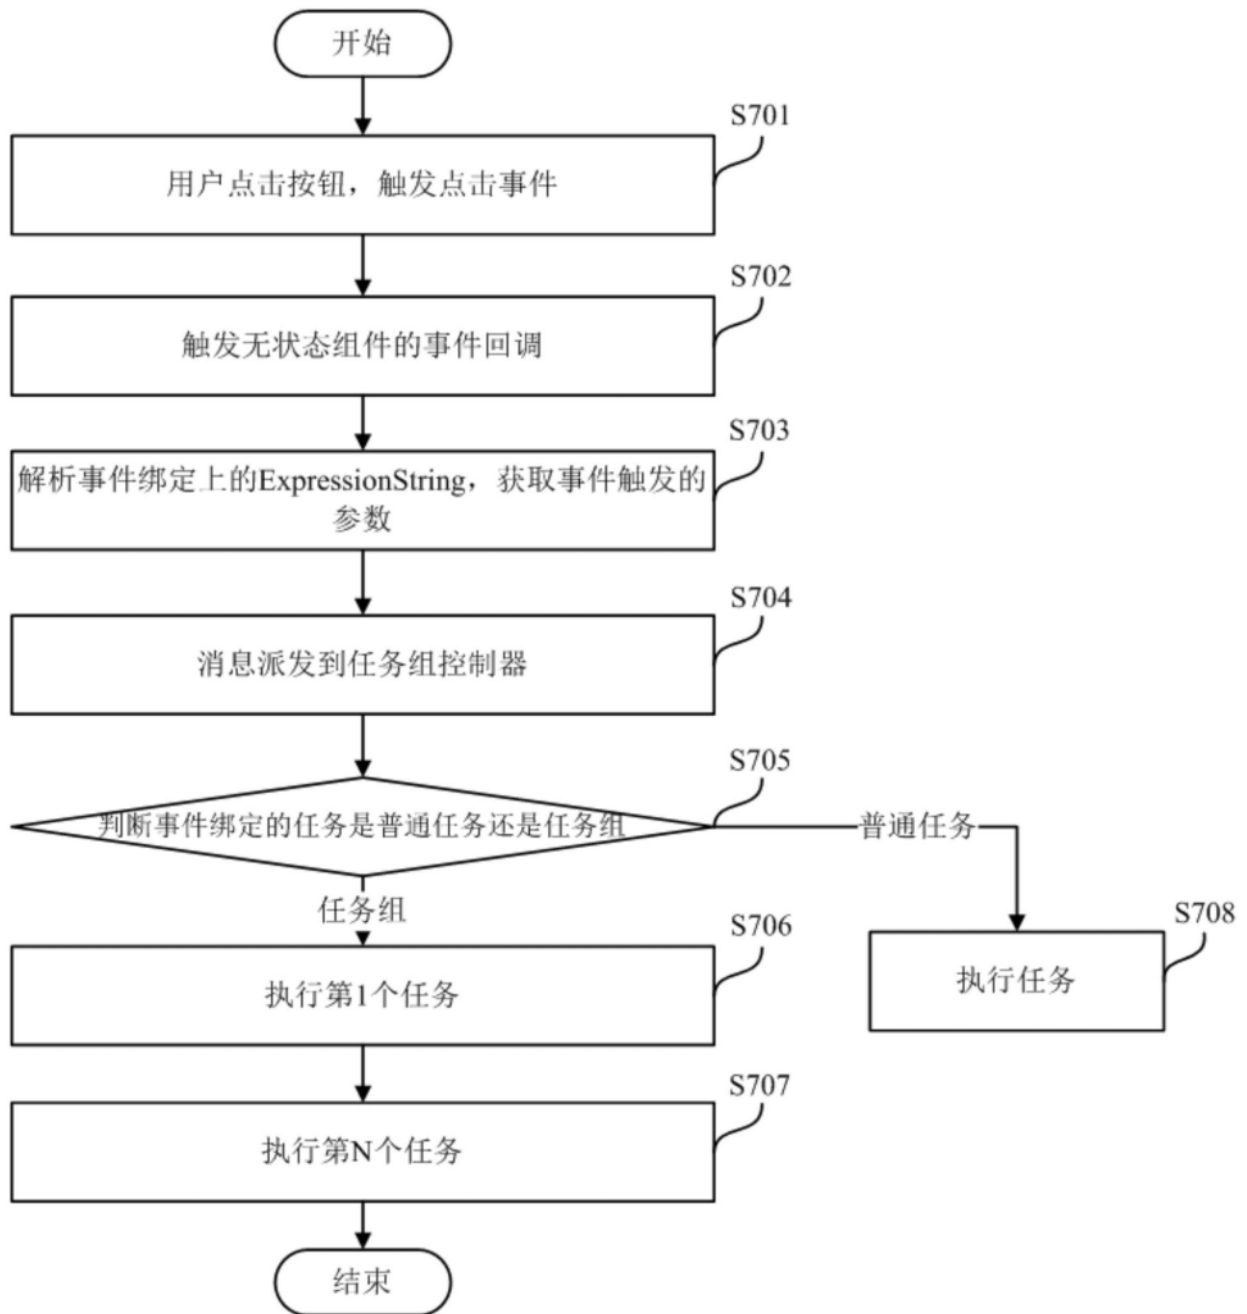 开始
S701
用户点击按钮，触发点击事件
S702
触发无状态组件的事件回调
S703
解析事件绑定上的ExpressionString，获取事件触发的
参数
S704
消息派发到任务组控制器
S705
判断事件绑定的任务是普通任务还是任务组
普通任务
任务组
S706
执行第1个任务
S708
执行任务
S707
执行第N个任务
结束